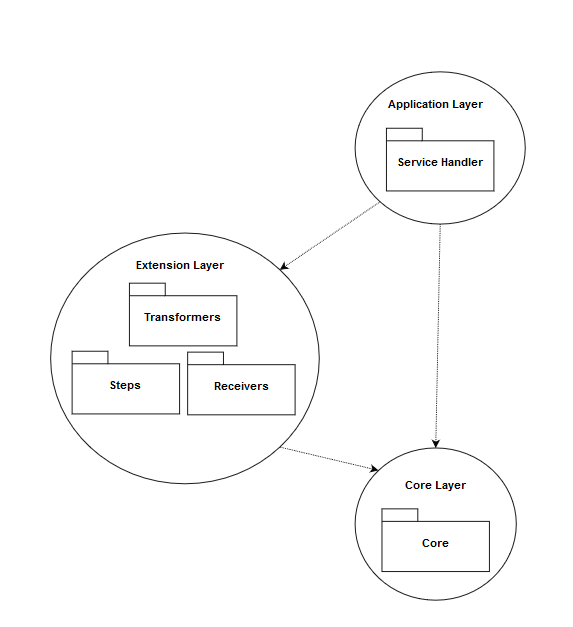 Application Layer
Service Handler
Extension Layer
Transformers
Steps
Receivers
Core Layer
Core